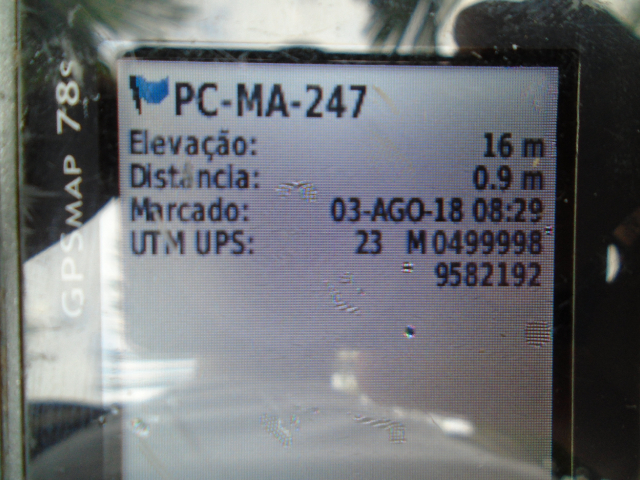 GPSMAP 78s
PC-MA-247
Elevação: 16 m
Distância: 0.9 m
Marcado: 03-AGO-18 08:29
UTM UPS: 23 M 0499998
9582192